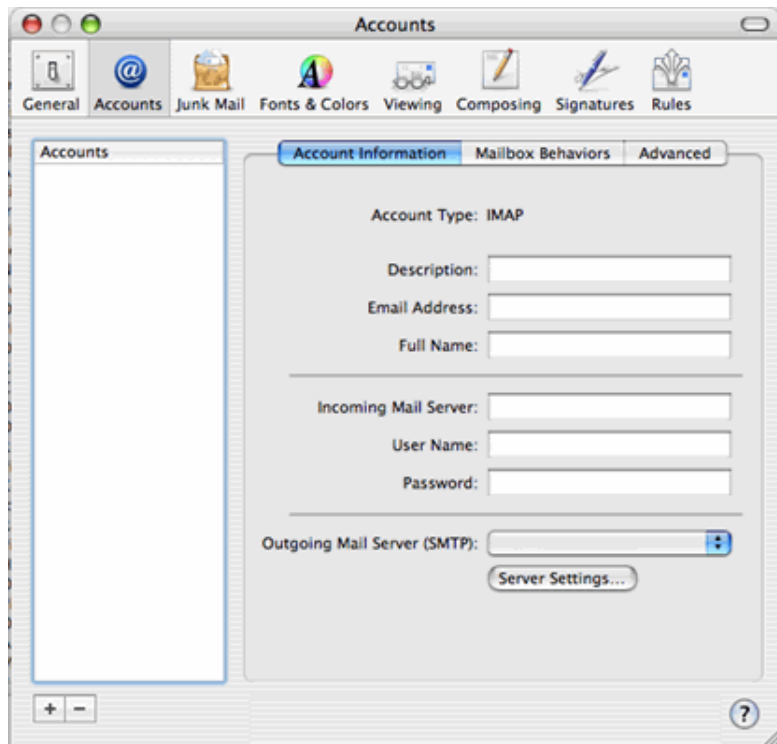 Accounts
General Accounts Junk Mail Fonts & Colors Viewing Composing Signatures Rules
Accounts
Account Information Mailbox Behaviors Advanced
Account Type: IMAP
Description:
Email Address:
Full Name:
Incoming Mail Server:
User Name:
Password:
Outgoing Mail Server (SMTP):
Server Settings...
+ −
?